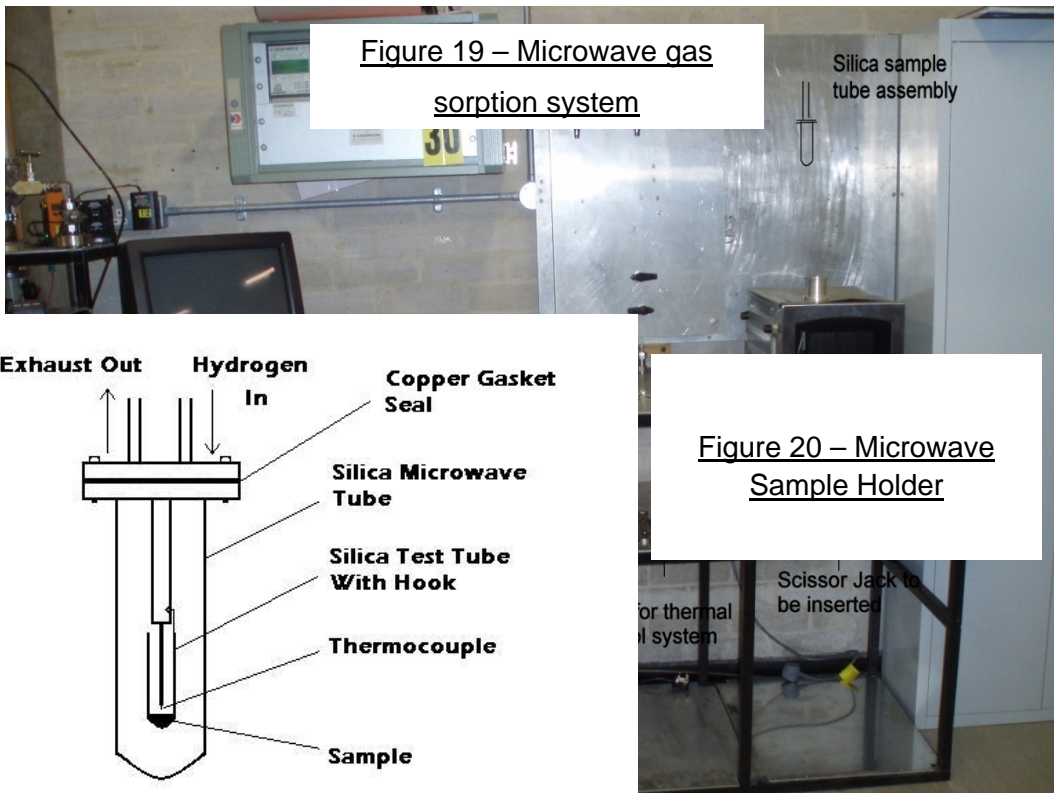 Figure 19 – Microwave gas
sorption system
Silica sample
tube assembly
30
Exhaust Out
Hydrogen
In
Copper Gasket
Seal
Silica Microwave
Tube
Silica Test Tube
With Hook
Thermocouple
Sample
Figure 20 – Microwave
Sample Holder
for thermal
ol system
Scissor Jack to
be inserted